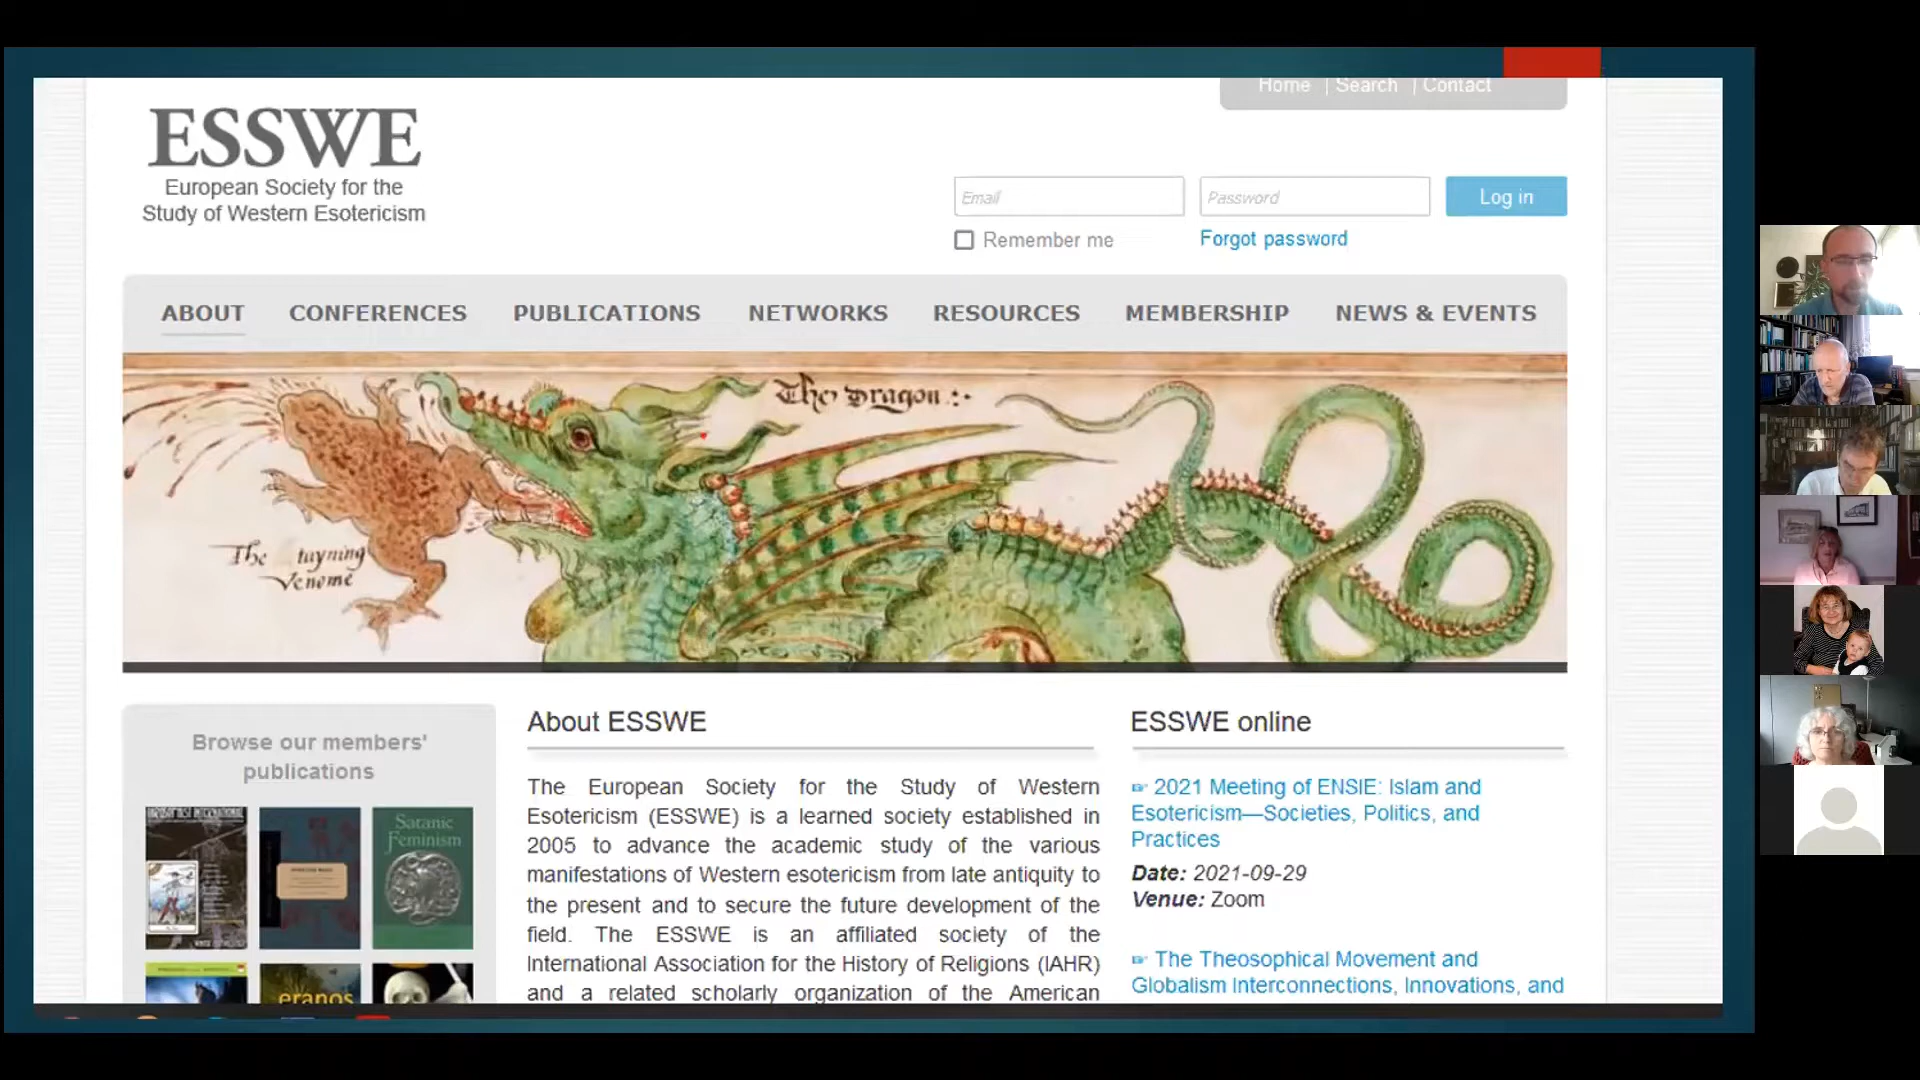 Home | Search | Contact
ESSWE
European Society for the
Study of Western Esotericism
Email
Password
Log in
Remember me
Forgot password
ABOUT
CONFERENCES
PUBLICATIONS
NETWORKS
RESOURCES
MEMBERSHIP
NEWS & EVENTS
The Dragon :·
The tuyning
Venome
Browse our members'
publications
Satanic
Feminism
eranos
About ESSWE
The European Society for the Study of Western
Esotericism (ESSWE) is a learned society established in
2005 to advance the academic study of the various
manifestations of Western esotericism from late antiquity to
the present and to secure the future development of the
field. The ESSWE is an affiliated society of the
International Association for the History of Religions (IAHR)
and a related scholarly organization of the American
ESSWE online
2021 Meeting of ENSIE: Islam and
Esotericism—Societies, Politics, and
Practices
Date: 2021-09-29
Venue: Zoom
The Theosophical Movement and
Globalism Interconnections, Innovations, and